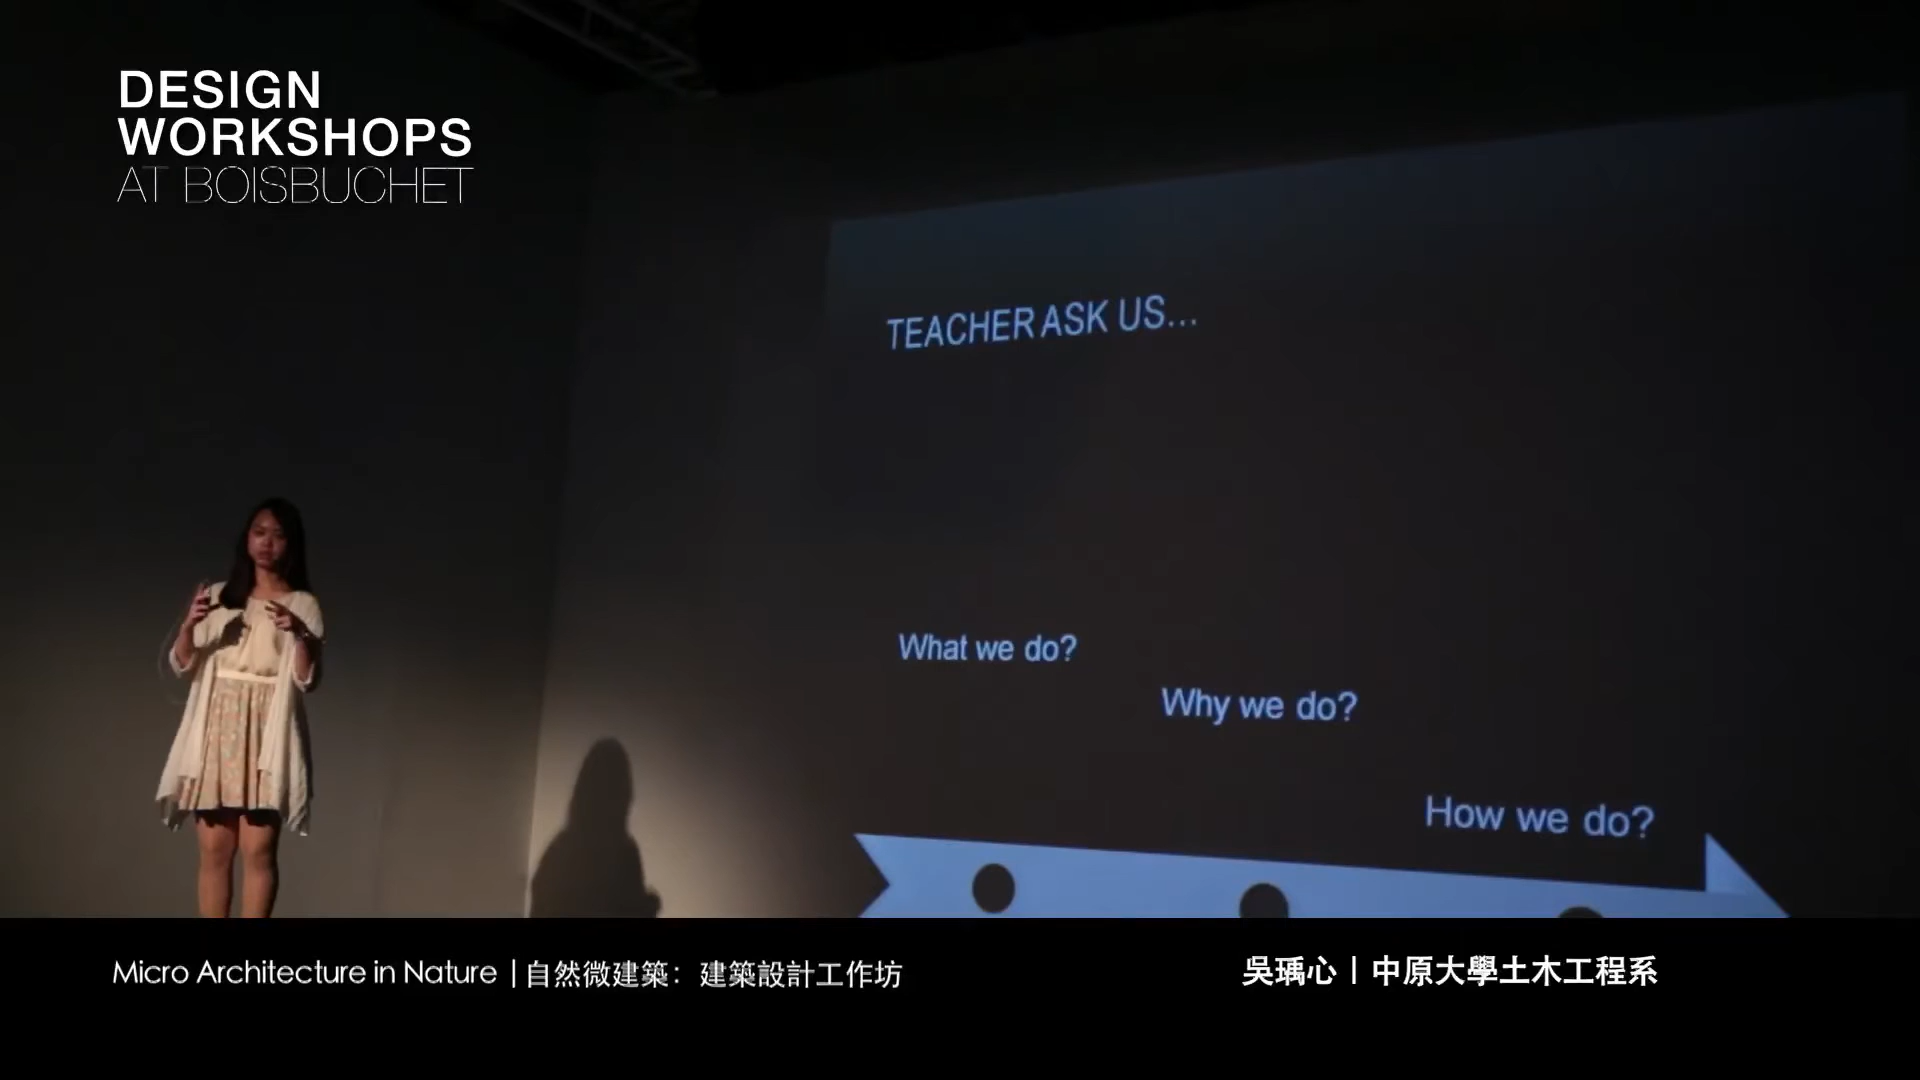 DESIGN
WORKSHOPS
AT BOISBUCHET
TEACHER ASK US...
What we do?
Why we do?
How we do?
Micro Architecture in Nature | 自然微建築: 建築設計工作坊
吳瑀心 | 中原大學土木工程系